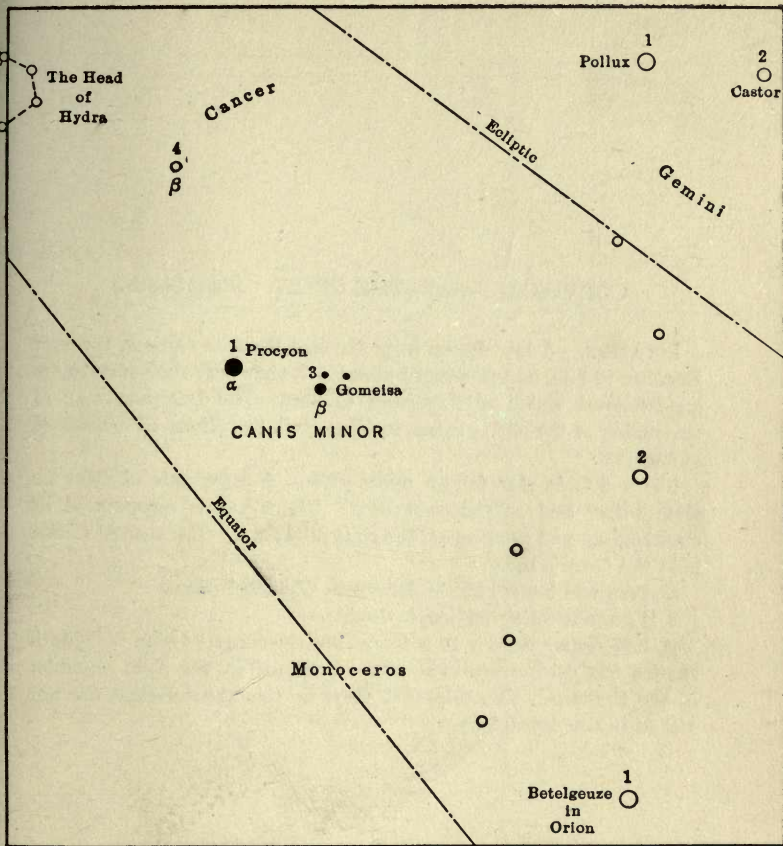 1
Pollux
2
Castor
The Head
of
Hydra
Cancer
4
β
Ecliptic
Gemini
1 Procyon
α
3
Gomeisa
β
CANIS MINOR
2
Equator
Monoceros
1
Betelgeuze
in
Orion